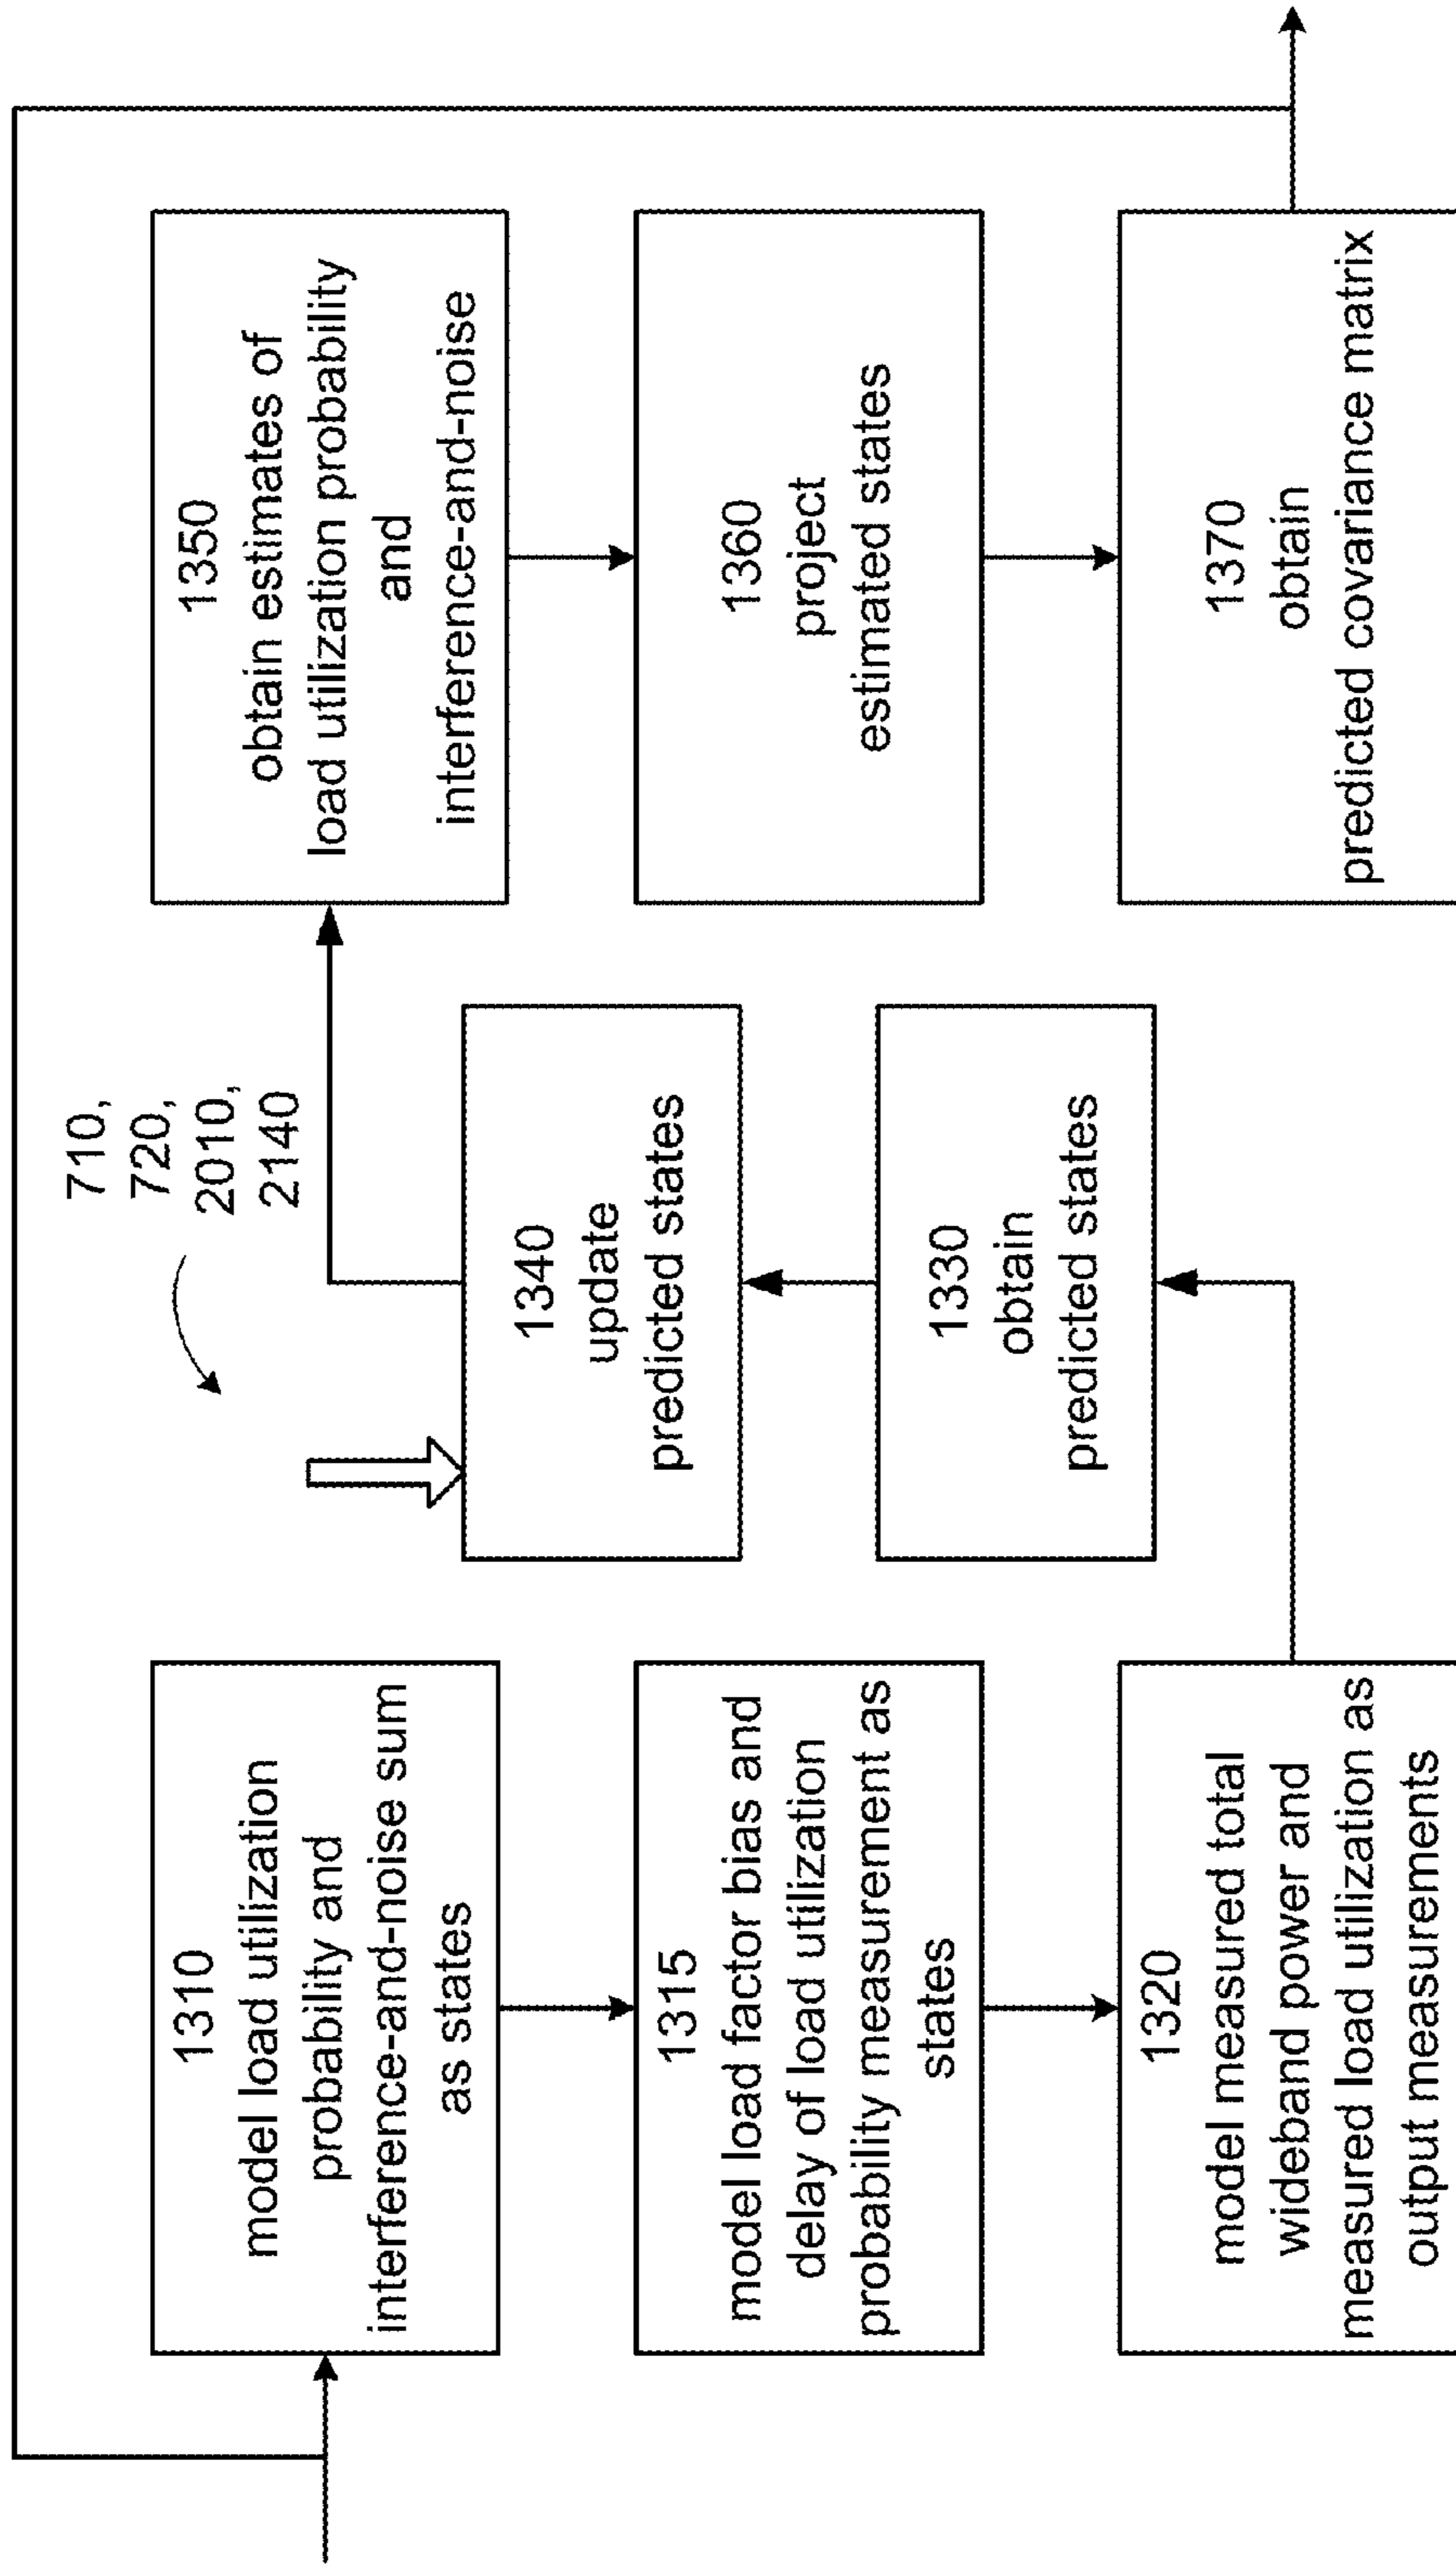 710,
720,
2010,
2140
1310
model load utilization
probability and
interference-and-noise sum
as states
1315
model load factor bias and
delay of load utilization
probability measurement as
states
1320
model measured total
wideband power and
measured load utilization as
output measurements
1330
obtain
predicted states
1340
update
predicted states
1350
obtain estimates of
load utilization probability
and
interference-and-noise
1360
project
estimated states
1370
obtain
predicted covariance matrix